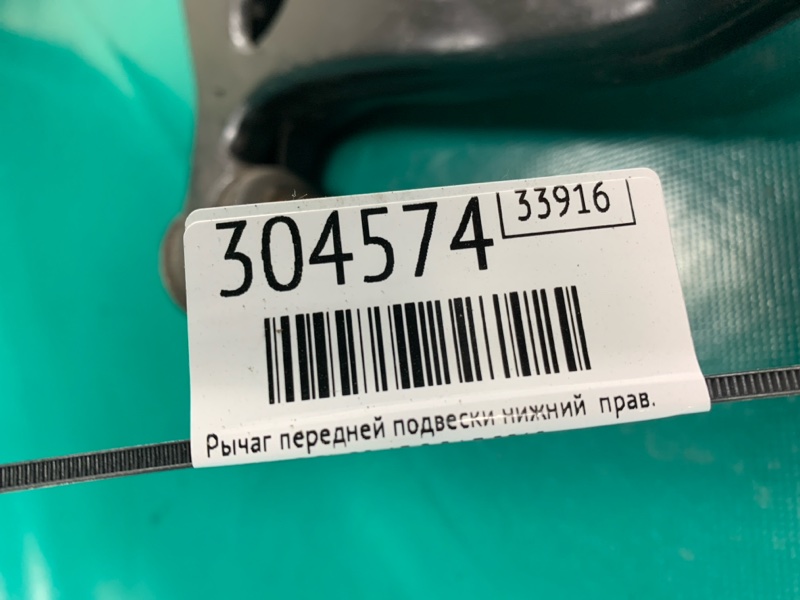 304574
33916
Рычаг передней подвески нижний прав.